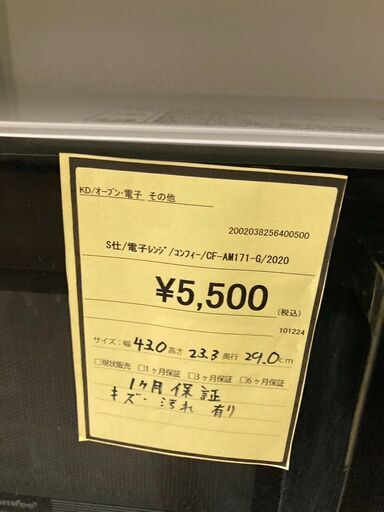 KD/オーブン・電子 その他
2002038256400500
S仕/電子ﾚﾝｼﾞ/ｺﾝﾌｨｰ/CF-AM171-G/2020
¥5,500
(税込)
101224
サイズ:幅 43.0 高さ 23.3 奥行 29.0cm
□現状販売 □1ヶ月保証 □3ヶ月保証 □6ヶ月保証
1ヶ月保証
キズ・汚れ 有り
omfee'